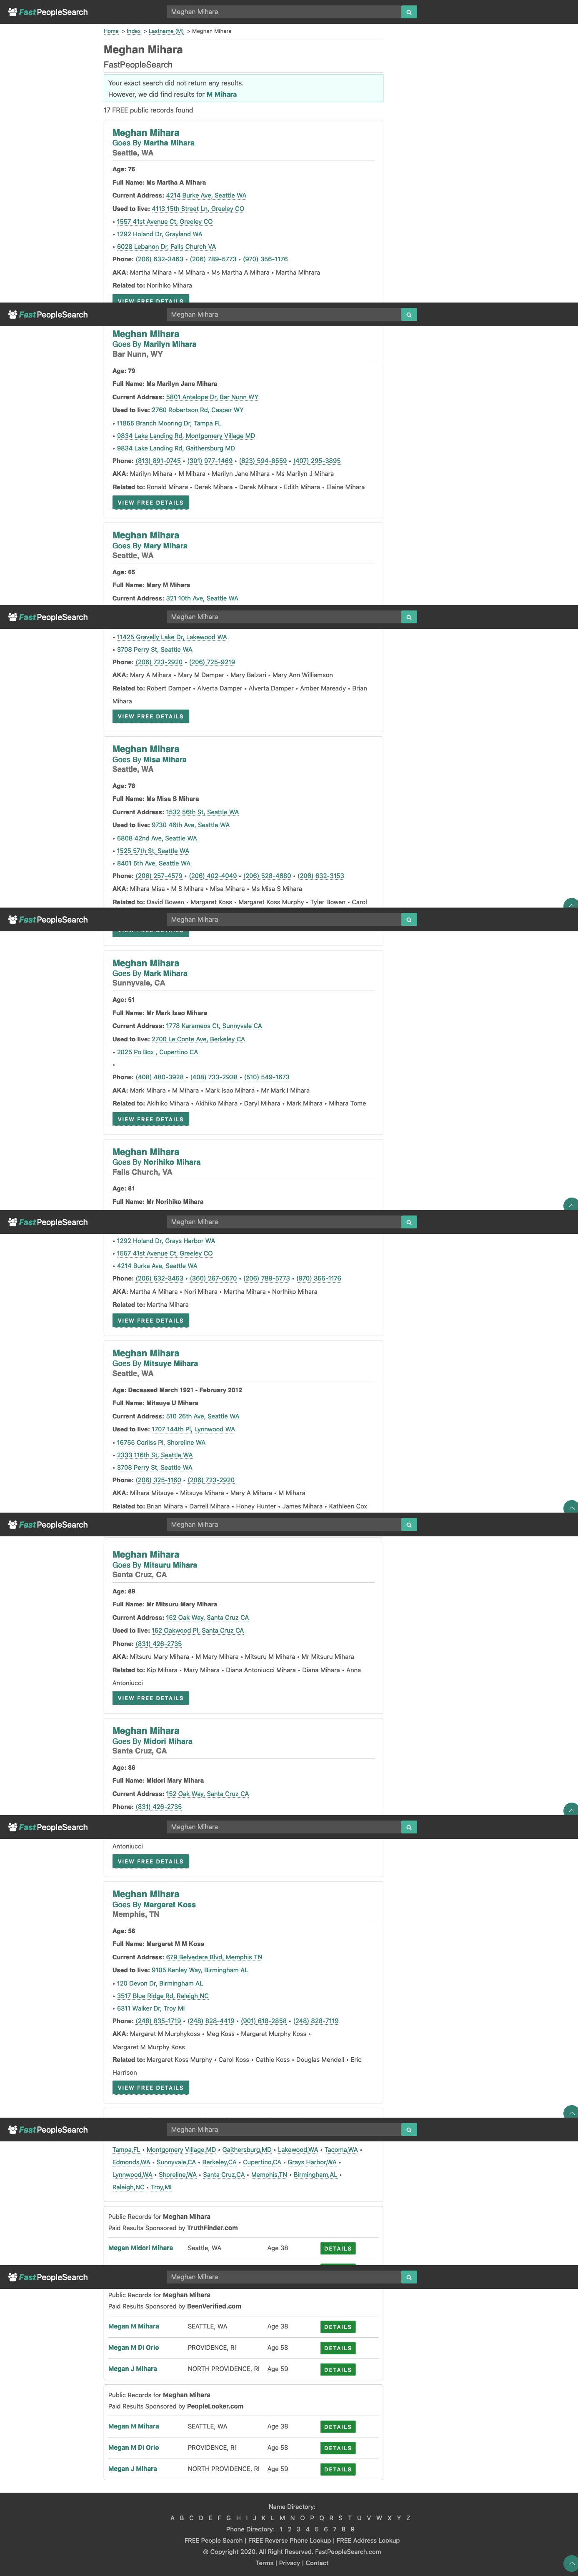 FastPeopleSearch
Meghan Mihara
Home > Index > Lastname (M) > Meghan Mihara
Meghan Mihara
FastPeopleSearch
Your exact search did not return any results.
However, we did find results for M Mihara
17 FREE public records found
Meghan Mihara
Goes By Martha Mihara
Seattle, WA
Age: 76
Full Name: Ms Martha A Mihara
Current Address: 4214 Burke Ave, Seattle WA
Used to live: 4113 15th Street Ln, Greeley CO
• 1557 41st Avenue Ct, Greeley CO
• 1292 Holand Dr, Grayland WA
• 6028 Lebanon Dr, Falls Church VA
Phone: (206) 632-3463 • (206) 789-5773 • (970) 356-1176
AKA: Martha Mihara • M Mihara • Ms Martha A Mihara • Martha Mihrara
Related to: Norihiko Mihara
VIEW FREE DETAILS
FastPeopleSearch
Meghan Mihara
Meghan Mihara
Goes By Marilyn Mihara
Bar Nunn, WY
Age: 79
Full Name: Ms Marilyn Jane Mihara
Current Address: 5801 Antelope Dr, Bar Nunn WY
Used to live: 2760 Robertson Rd, Casper WY
• 11855 Branch Mooring Dr, Tampa FL
• 9834 Lake Landing Rd, Montgomery Village MD
• 9834 Lake Landing Rd, Gaithersburg MD
Phone: (813) 891-0745 • (301) 977-1469 • (623) 594-8559 • (407) 295-3895
AKA: Marilyn Mihara • M Mihara • Marilyn Jane Mihara • Ms Marilyn J Mihara
Related to: Ronald Mihara • Derek Mihara • Derek Mihara • Edith Mihara • Elaine Mihara
VIEW FREE DETAILS
Meghan Mihara
Goes By Mary Mihara
Seattle, WA
Age: 65
Full Name: Mary M Mihara
Current Address: 321 10th Ave, Seattle WA
FastPeopleSearch
Meghan Mihara
• 11425 Gravelly Lake Dr, Lakewood WA
• 3708 Perry St, Seattle WA
Phone: (206) 723-2920 • (206) 725-9219
AKA: Mary A Mihara • Mary M Damper • Mary Balzari • Mary Ann Williamson
Related to: Robert Damper • Alverta Damper • Alverta Damper • Amber Maready • Brian
Mihara
VIEW FREE DETAILS
Meghan Mihara
Goes By Misa Mihara
Seattle, WA
Age: 78
Full Name: Ms Misa S Mihara
Current Address: 1532 56th St, Seattle WA
Used to live: 9730 46th Ave, Seattle WA
• 6808 42nd Ave, Seattle WA
• 1525 57th St, Seattle WA
• 8401 5th Ave, Seattle WA
Phone: (206) 257-4579 • (206) 402-4049 • (206) 528-4680 • (206) 632-3153
AKA: Mihara Misa • M S Mihara • Misa Mihara • Ms Misa S Mihara
Related to: David Bowen • Margaret Koss • Margaret Koss Murphy • Tyler Bowen • Carol
FastPeopleSearch
Meghan Mihara
VIEW FREE DETAILS
Meghan Mihara
Goes By Mark Mihara
Sunnyvale, CA
Age: 51
Full Name: Mr Mark Isao Mihara
Current Address: 1778 Karameos Ct, Sunnyvale CA
Used to live: 2700 Le Conte Ave, Berkeley CA
• 2025 Po Box , Cupertino CA
•
Phone: (408) 480-3928 • (408) 733-2938 • (510) 549-1673
AKA: Mark Mihara • M Mihara • Mark Isao Mihara • Mr Mark I Mihara
Related to: Akihiko Mihara • Akihiko Mihara • Daryl Mihara • Mark Mihara • Mihara Tome
VIEW FREE DETAILS
Meghan Mihara
Goes By Norihiko Mihara
Falls Church, VA
Age: 81
Full Name: Mr Norihiko Mihara
FastPeopleSearch
Meghan Mihara
• 1292 Holand Dr, Grays Harbor WA
• 1557 41st Avenue Ct, Greeley CO
• 4214 Burke Ave, Seattle WA
Phone: (206) 632-3463 • (360) 267-0670 • (206) 789-5773 • (970) 356-1176
AKA: Martha A Mihara • Nori Mihara • Martha Mihara • Norlhiko Mihara
Related to: Martha Mihara
VIEW FREE DETAILS
Meghan Mihara
Goes By Mitsuye Mihara
Seattle, WA
Age: Deceased March 1921 - February 2012
Full Name: Mitsuye U Mihara
Current Address: 510 26th Ave, Seattle WA
Used to live: 1707 144th Pl, Lynnwood WA
• 16755 Corliss Pl, Shoreline WA
• 2333 116th St, Seattle WA
• 3708 Perry St, Seattle WA
Phone: (206) 325-1160 • (206) 723-2920
AKA: Mihara Mitsuye • Mitsuye Mihara • Mary A Mihara • M Mihara
Related to: Brian Mihara • Darrell Mihara • Honey Hunter • James Mihara • Kathleen Cox
FastPeopleSearch
Meghan Mihara
Meghan Mihara
Goes By Mitsuru Mihara
Santa Cruz, CA
Age: 89
Full Name: Mr Mitsuru Mary Mihara
Current Address: 152 Oak Way, Santa Cruz CA
Used to live: 152 Oakwood Pl, Santa Cruz CA
Phone: (831) 426-2735
AKA: Mitsuru Mary Mihara • M Mary Mihara • Mitsuru M Mihara • Mr Mitsuru Mihara
Related to: Kip Mihara • Mary Mihara • Diana Antoniucci Mihara • Diana Mihara • Anna
Antoniucci
VIEW FREE DETAILS
Meghan Mihara
Goes By Midori Mihara
Santa Cruz, CA
Age: 86
Full Name: Midori Mary Mihara
Current Address: 152 Oak Way, Santa Cruz CA
Phone: (831) 426-2735
FastPeopleSearch
Meghan Mihara
Antoniucci
VIEW FREE DETAILS
Meghan Mihara
Goes By Margaret Koss
Memphis, TN
Age: 56
Full Name: Margaret M M Koss
Current Address: 679 Belvedere Blvd, Memphis TN
Used to live: 9105 Kenley Way, Birmingham AL
• 120 Devon Dr, Birmingham AL
• 3517 Blue Ridge Rd, Raleigh NC
• 6311 Walker Dr, Troy MI
Phone: (248) 835-1719 • (248) 828-4419 • (901) 618-2858 • (248) 828-7119
AKA: Margaret M Murphykoss • Meg Koss • Margaret Murphy Koss •
Margaret M Murphy Koss
Related to: Margaret Koss Murphy • Carol Koss • Cathie Koss • Douglas Mendell • Eric
Harrison
VIEW FREE DETAILS
FastPeopleSearch
Meghan Mihara
Tampa,FL • Montgomery Village,MD • Gaithersburg,MD • Lakewood,WA • Tacoma,WA •
Edmonds,WA • Sunnyvale,CA • Berkeley,CA • Cupertino,CA • Grays Harbor,WA •
Lynnwood,WA • Shoreline,WA • Santa Cruz,CA • Memphis,TN • Birmingham,AL •
Raleigh,NC • Troy,MI
Public Records for Meghan Mihara
Paid Results Sponsored by TruthFinder.com
Megan Midori Mihara Seattle, WA Age 38 DETAILS
FastPeopleSearch
Meghan Mihara
Public Records for Meghan Mihara
Paid Results Sponsored by BeenVerified.com
Megan M Mihara SEATTLE, WA Age 38 DETAILS
Megan M Di Orio PROVIDENCE, RI Age 58 DETAILS
Megan J Mihara NORTH PROVIDENCE, RI Age 59 DETAILS
Public Records for Meghan Mihara
Paid Results Sponsored by PeopleLooker.com
Megan M Mihara SEATTLE, WA Age 38 DETAILS
Megan M Di Orio PROVIDENCE, RI Age 58 DETAILS
Megan J Mihara NORTH PROVIDENCE, RI Age 59 DETAILS
Name Directory:
A B C D E F G H I J K L M N O P Q R S T U V W X Y Z
Phone Directory: 1 2 3 4 5 6 7 8 9
FREE People Search | FREE Reverse Phone Lookup | FREE Address Lookup
© Copyright 2020. All Right Reserved. FastPeopleSearch.com
Terms | Privacy | Contact